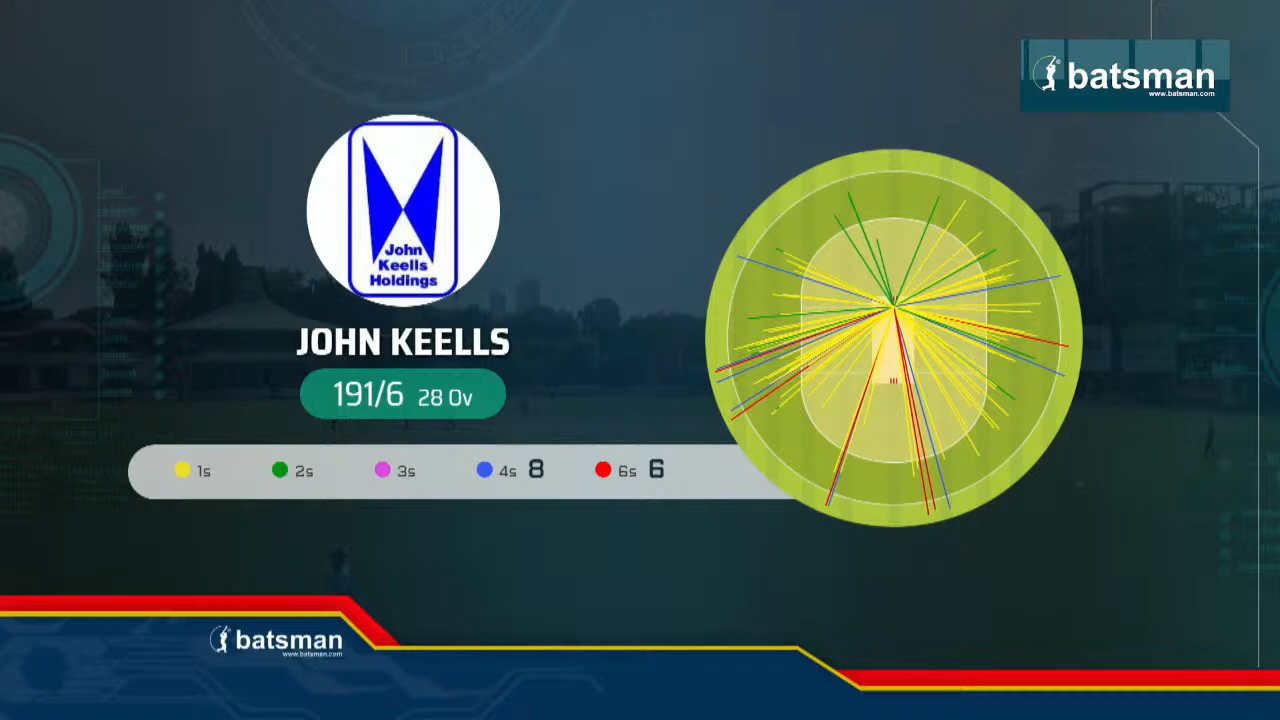 batsman
www.batsman.com
John
Keells
Holdings
JOHN KEELLS
191/6 28 Ov
1s 2s 3s 4s 8 6s 6
batsman
www.batsman.com